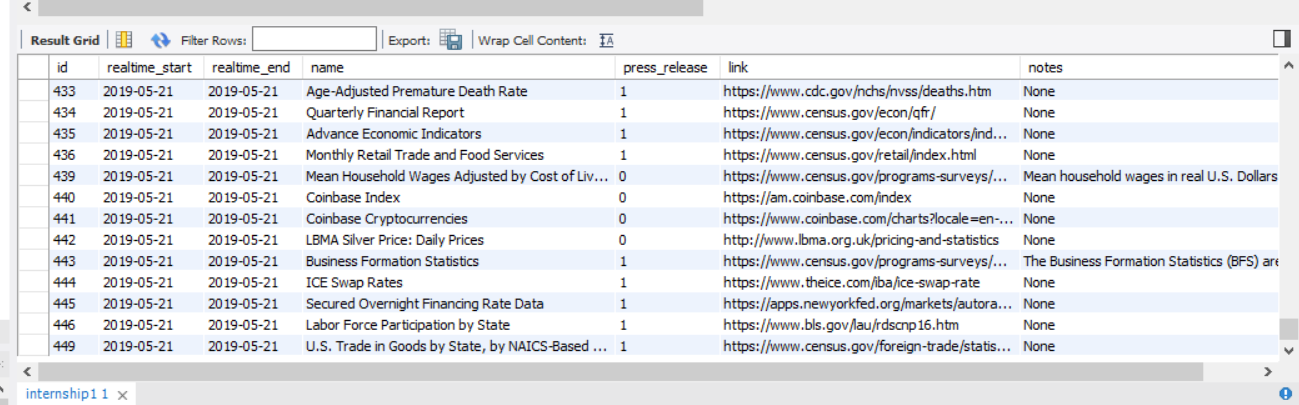 Result Grid Filter Rows: Export: Wrap Cell Content: IA
id realtime_start realtime_end name press_release link notes
433 2019-05-21 2019-05-21 Age-Adjusted Premature Death Rate 1 https://www.cdc.gov/nchs/nvss/deaths.htm None
434 2019-05-21 2019-05-21 Quarterly Financial Report 1 https://www.census.gov/econ/qfr/ None
435 2019-05-21 2019-05-21 Advance Economic Indicators 1 https://www.census.gov/econ/indicators/ind... None
436 2019-05-21 2019-05-21 Monthly Retail Trade and Food Services 1 https://www.census.gov/retail/index.html None
439 2019-05-21 2019-05-21 Mean Household Wages Adjusted by Cost of Liv... 0 https://www.census.gov/programs-surveys/... Mean household wages in real U.S. Dollars
440 2019-05-21 2019-05-21 Coinbase Index 0 https://am.coinbase.com/index None
441 2019-05-21 2019-05-21 Coinbase Cryptocurrencies 0 https://www.coinbase.com/charts?locale=en-... None
442 2019-05-21 2019-05-21 LBMA Silver Price: Daily Prices 0 http://www.lbma.org.uk/pricing-and-statistics None
443 2019-05-21 2019-05-21 Business Formation Statistics 1 https://www.census.gov/programs-surveys/... The Business Formation Statistics (BFS) are
444 2019-05-21 2019-05-21 ICE Swap Rates 1 https://www.theice.com/iba/ice-swap-rate None
445 2019-05-21 2019-05-21 Secured Overnight Financing Rate Data 1 https://apps.newyorkfed.org/markets/autora... None
446 2019-05-21 2019-05-21 Labor Force Participation by State 1 https://www.bls.gov/lau/rdscnp16.htm None
449 2019-05-21 2019-05-21 U.S. Trade in Goods by State, by NAICS-Based ... 1 https://www.census.gov/foreign-trade/statis... None
internship1 1